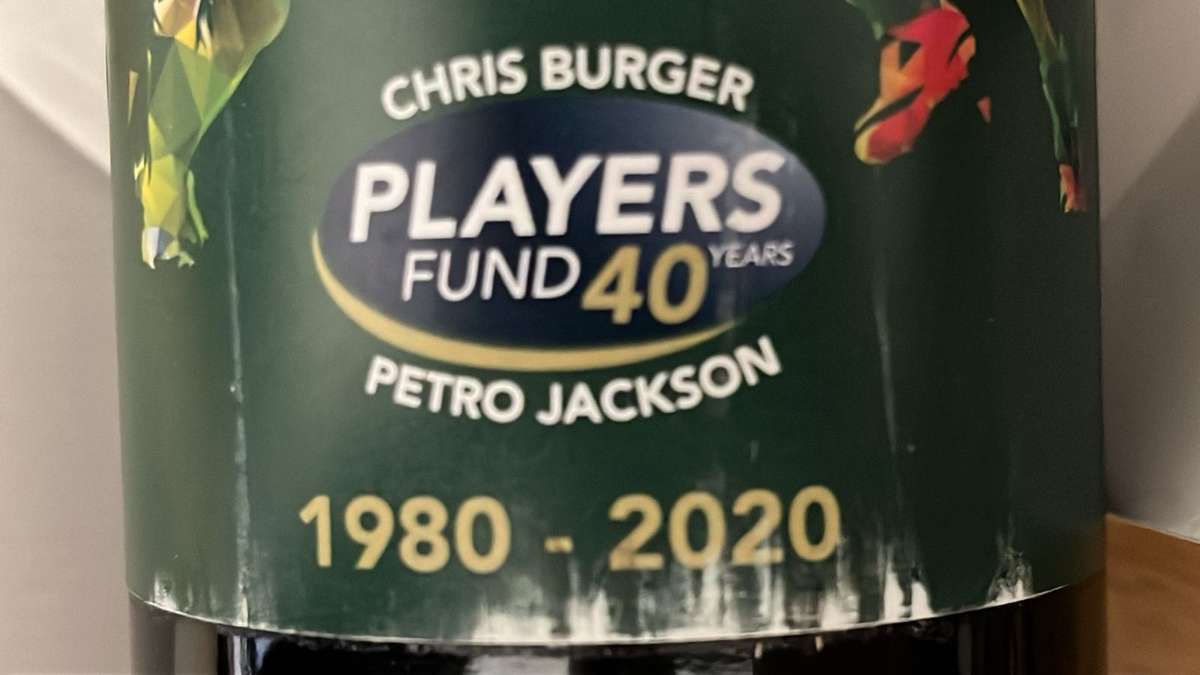 CHRIS BURGER
PLAYERS
FUND 40 YEARS
PETRO JACKSON
1980 - 2020